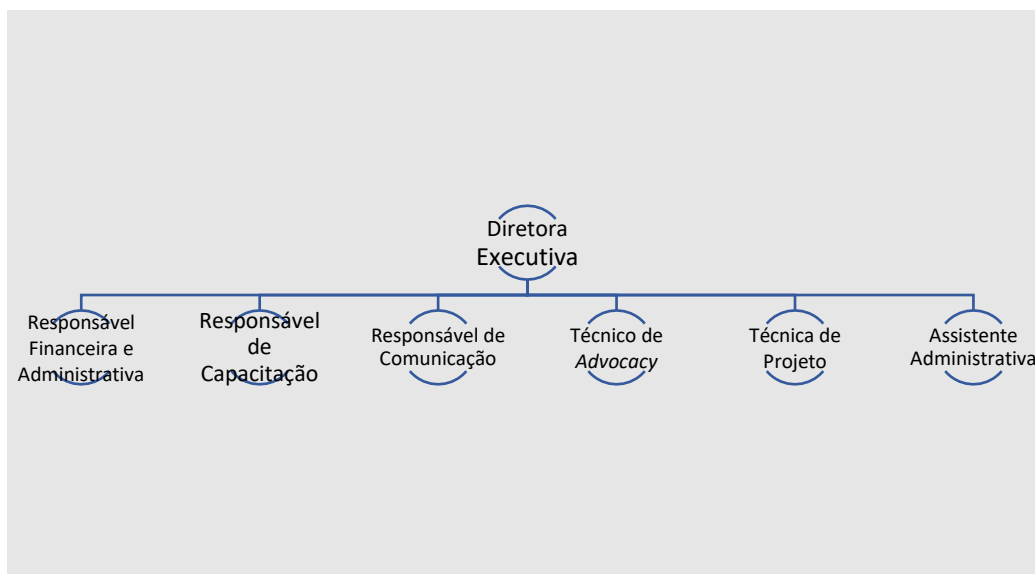 Diretora
Executiva
Responsável
Financeira e
Administrativa
Responsável
de
Capacitação
Responsável de
Comunicação
Técnico de
Advocacy
Técnica de
Projeto
Assistente
Administrativa